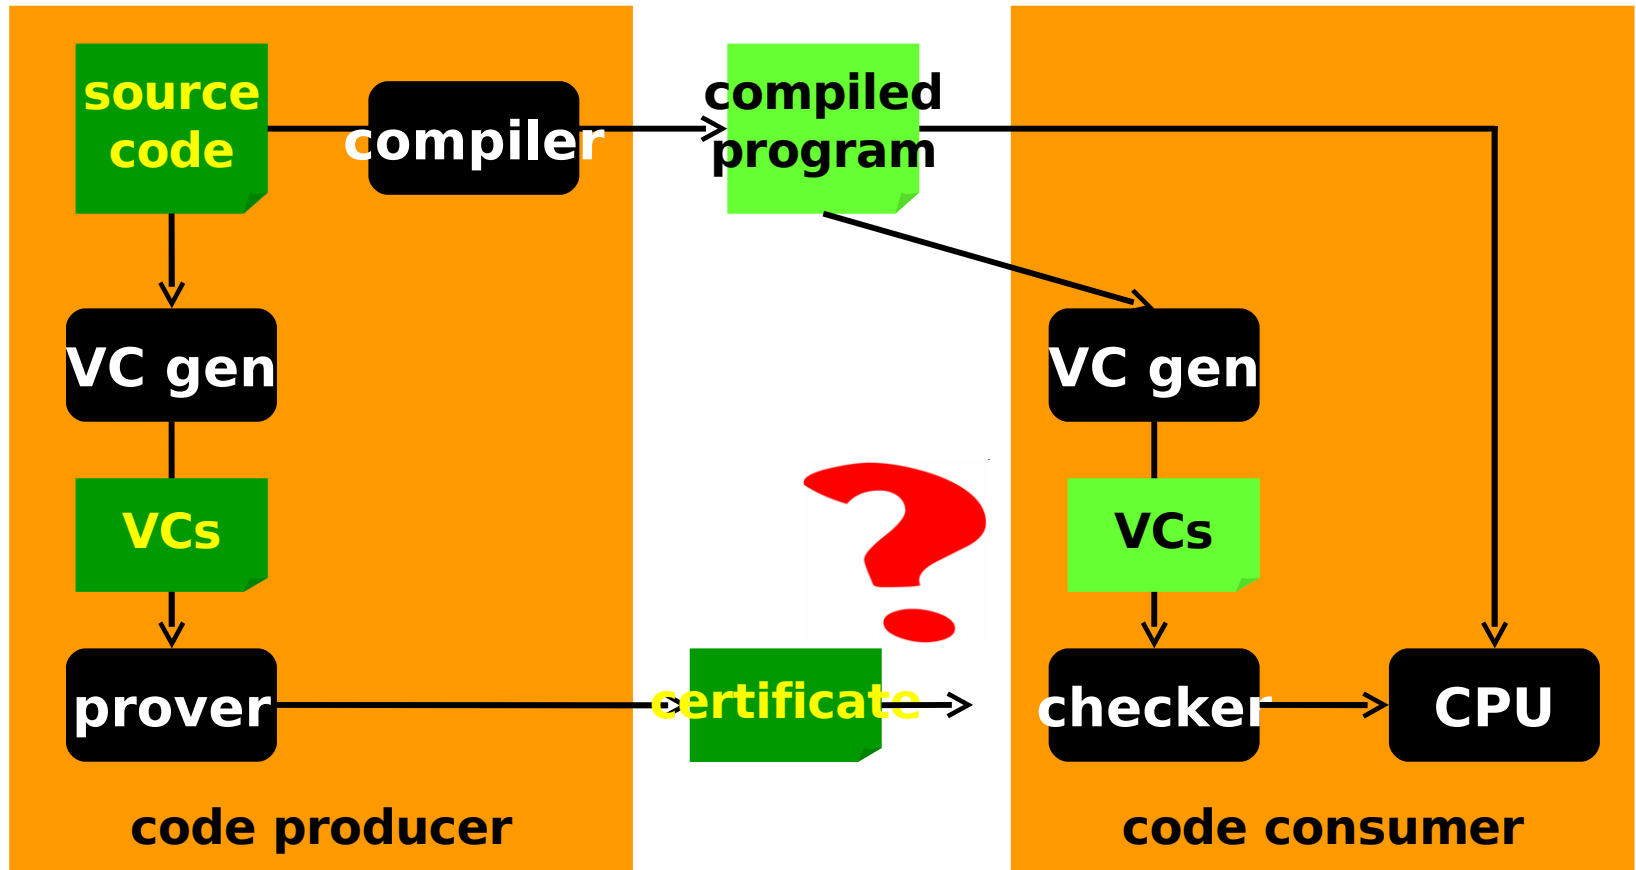 source
code
compiler
compiled
program
VC gen
VC gen
VCs
VCs
?
prover
certificate
checker
CPU
code producer
code consumer